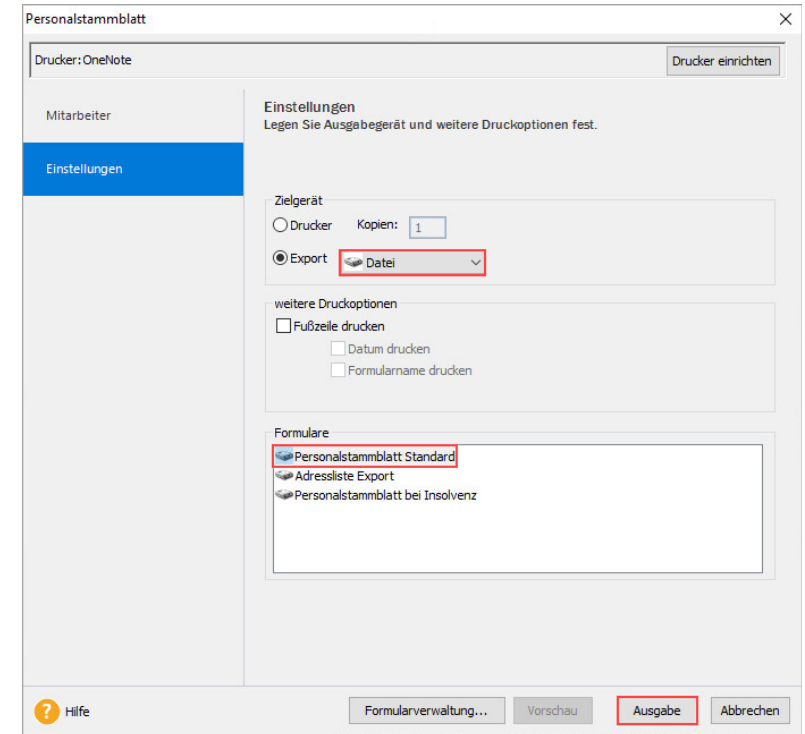 Personalstammblatt
Drucker: OneNote
Drucker einrichten
Mitarbeiter
Einstellungen
Einstellungen
Legen Sie Ausgabegerät und weitere Druckoptionen fest.
Zielgerät
Drucker Kopien: 1
Export Datei
weitere Druckoptionen
Fußzeile drucken
Datum drucken
Formularname drucken
Formulare
Personalstammblatt Standard
Adressliste Export
Personalstammblatt bei Insolvenz
? Hilfe Formularverwaltung... Vorschau Ausgabe Abbrechen